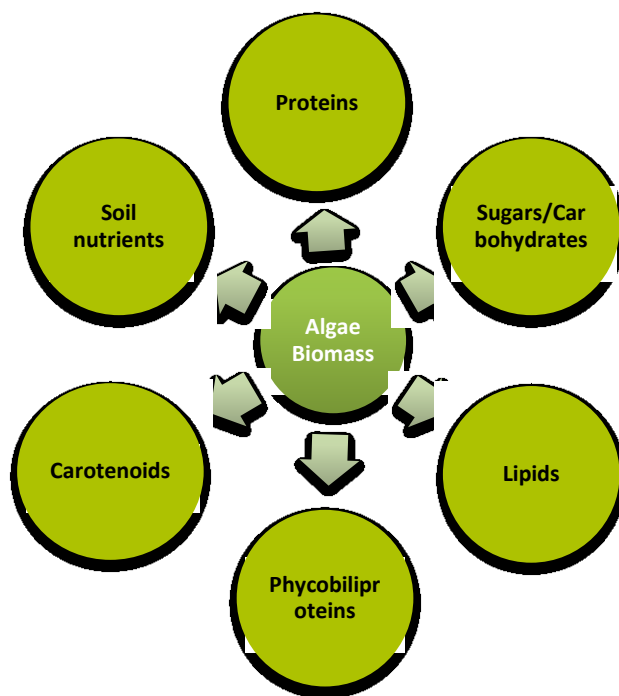 Proteins
Soil
nutrients
Sugars/Car
bohydrates
Algae
Biomass
Carotenoids
Lipids
Phycobilipr
oteins